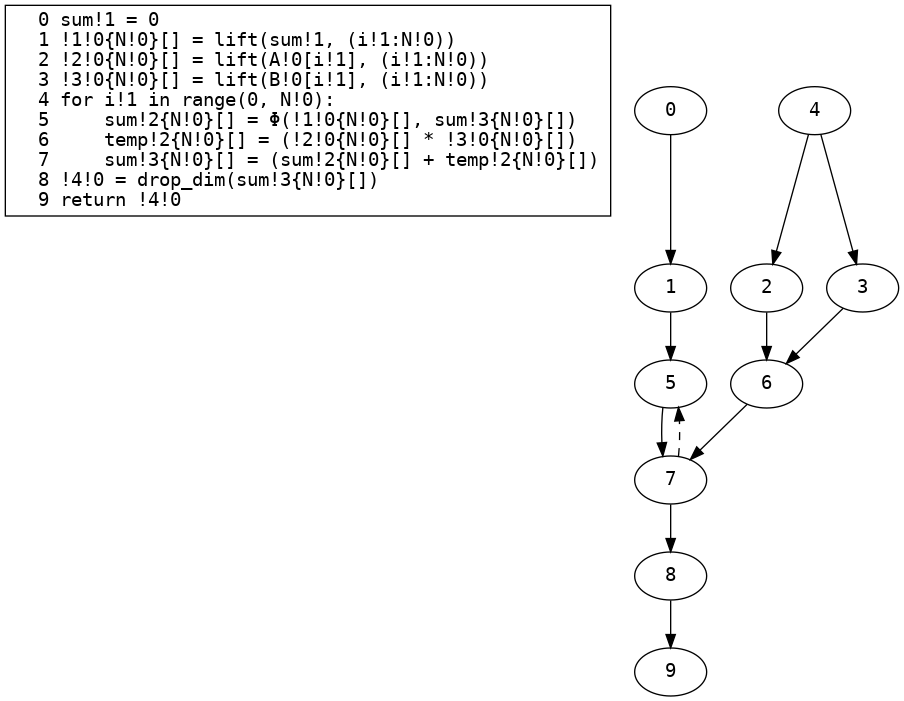 0 sum!1 = 0
1 !1!0{N!0}[] = lift(sum!1, (i!1:N!0))
2 !2!0{N!0}[] = lift(A!0[i!1], (i!1:N!0))
3 !3!0{N!0}[] = lift(B!0[i!1], (i!1:N!0))
4 for i!1 in range(0, N!0):
5     sum!2{N!0}[] = Φ(!1!0{N!0}[], sum!3{N!0}[])
6     temp!2{N!0}[] = (!2!0{N!0}[] * !3!0{N!0}[])
7     sum!3{N!0}[] = (sum!2{N!0}[] + temp!2{N!0}[])
8 !4!0 = drop_dim(sum!3{N!0}[])
9 return !4!0
0
4
1
2
3
5
6
7
8
9